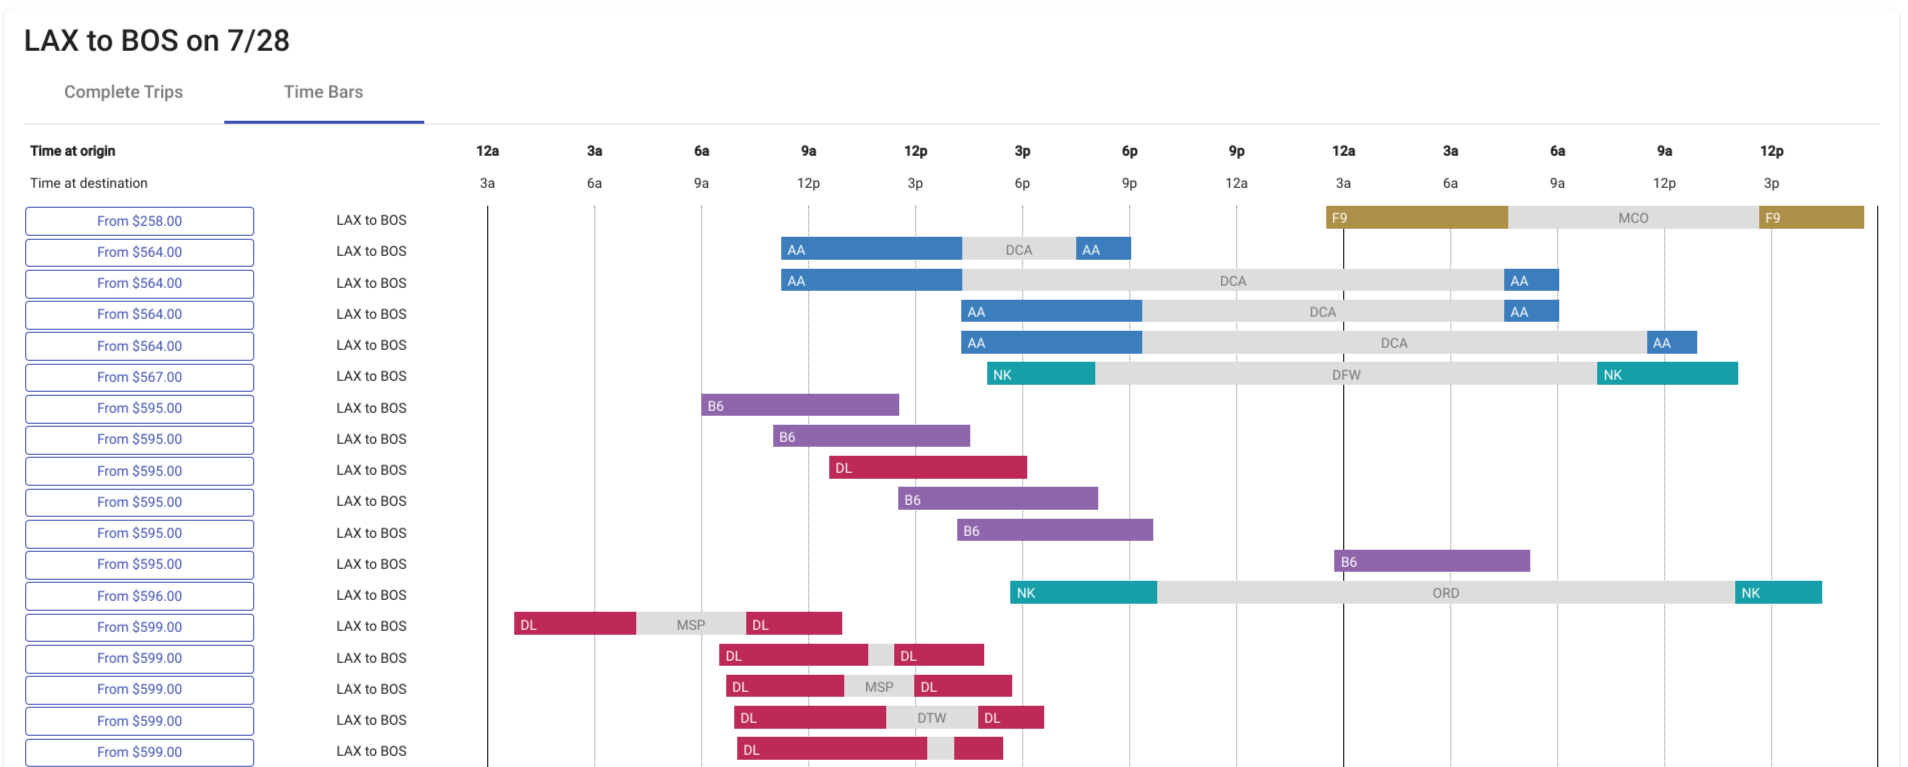 LAX to BOS on 7/28
Complete Trips Time Bars
Time at origin 12a 3a 6a 9a 12p 3p 6p 9p 12a 3a 6a 9a 12p
Time at destination 3a 6a 9a 12p 3p 6p 9p 12a 3a 6a 9a 12p 3p
From $258.00 LAX to BOS F9 MCO F9
From $564.00 LAX to BOS AA DCA AA
From $564.00 LAX to BOS AA DCA AA
From $564.00 LAX to BOS AA DCA AA
From $564.00 LAX to BOS AA DCA AA
From $567.00 LAX to BOS NK DFW NK
From $595.00 LAX to BOS B6
From $595.00 LAX to BOS B6
From $595.00 LAX to BOS DL
From $595.00 LAX to BOS B6
From $595.00 LAX to BOS B6
From $595.00 LAX to BOS B6
From $596.00 LAX to BOS NK ORD NK
From $599.00 LAX to BOS DL MSP DL
From $599.00 LAX to BOS DL DL
From $599.00 LAX to BOS DL MSP DL
From $599.00 LAX to BOS DL DTW DL
From $599.00 LAX to BOS DL